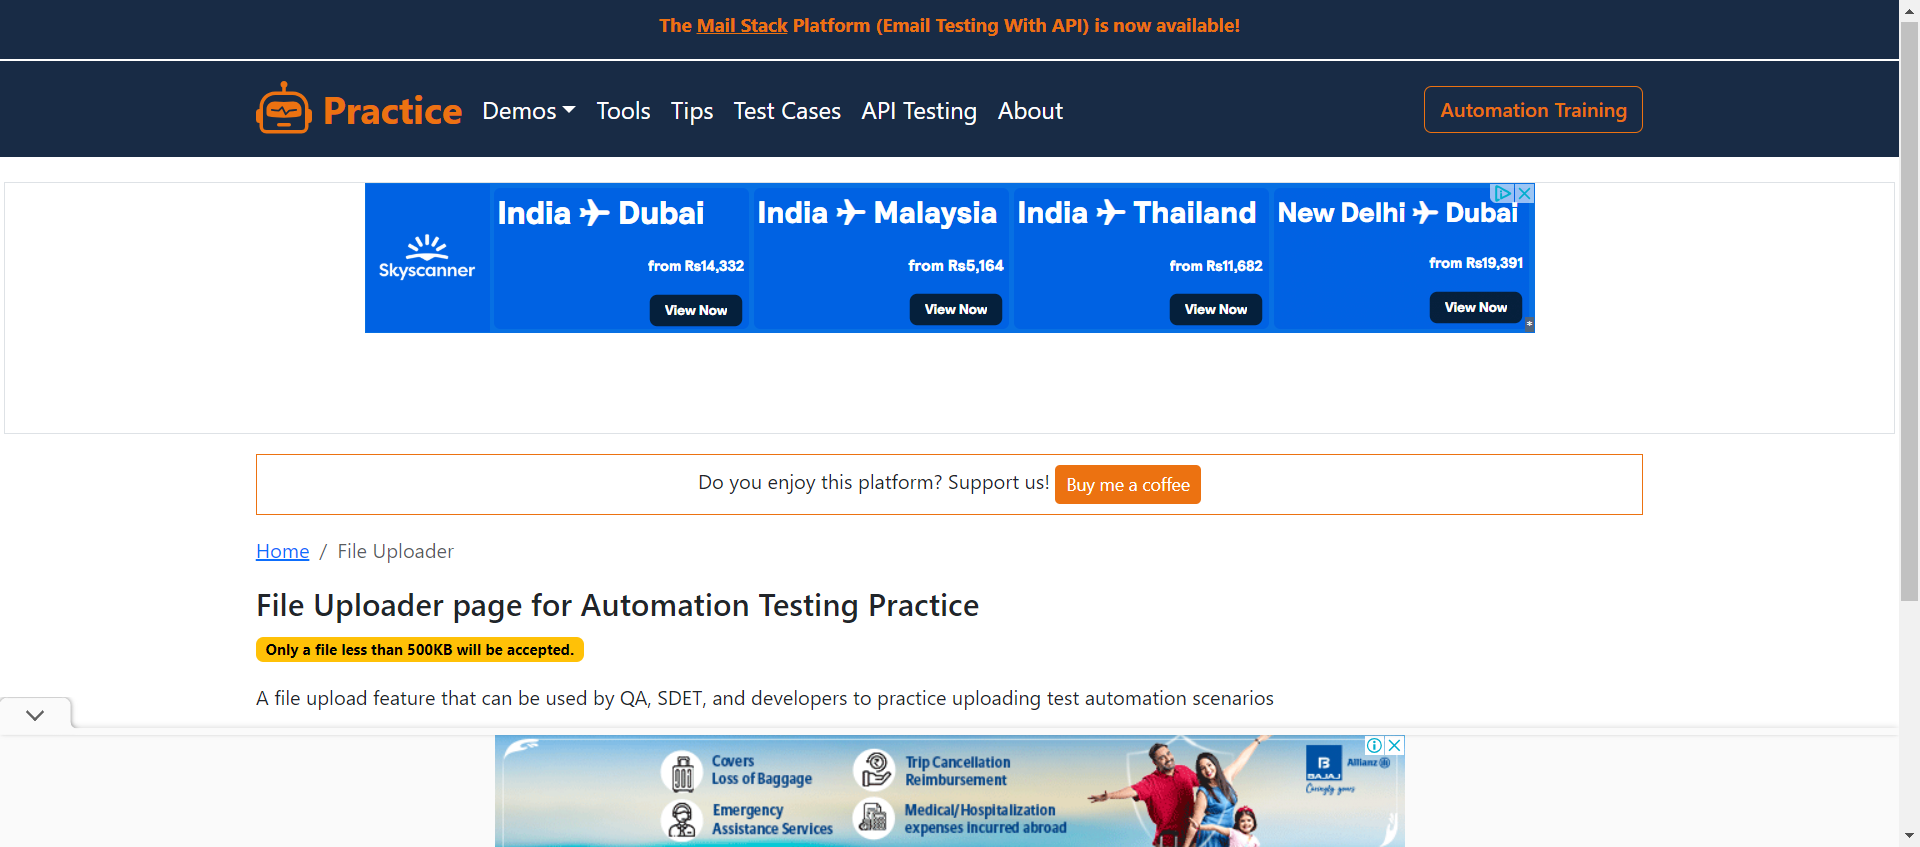 The Mail Stack Platform (Email Testing With API) is now available!
Practice Demos Tools Tips Test Cases API Testing About Automation Training
Skyscanner
India Dubai
from Rs14,332
View Now
India Malaysia
from Rs5,164
View Now
India Thailand
from Rs11,682
View Now
New Delhi Dubai
from Rs19,391
View Now
Do you enjoy this platform? Support us! Buy me a coffee
Home / File Uploader
File Uploader page for Automation Testing Practice
Only a file less than 500KB will be accepted.
A file upload feature that can be used by QA, SDET, and developers to practice uploading test automation scenarios
Covers
Loss of Baggage
Trip Cancellation
Reimbursement
Emergency
Assistance Services
Medical/Hospitalization
expenses incurred abroad
BAJAJ Allianz
Caringly yours